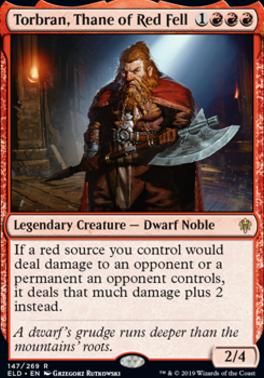 Torbran, Thane of Red Fell 1
Legendary Creature — Dwarf Noble
If a red source you control would
deal damage to an opponent or a
permanent an opponent controls,
it deals that much damage plus 2
instead.
A dwarf's grudge runs deeper than the
mountains' roots.
2/4
147/269 R
ELD • EN GRZEGORZ RUTKOWSKI
™ & © 2019 Wizards of the Coast